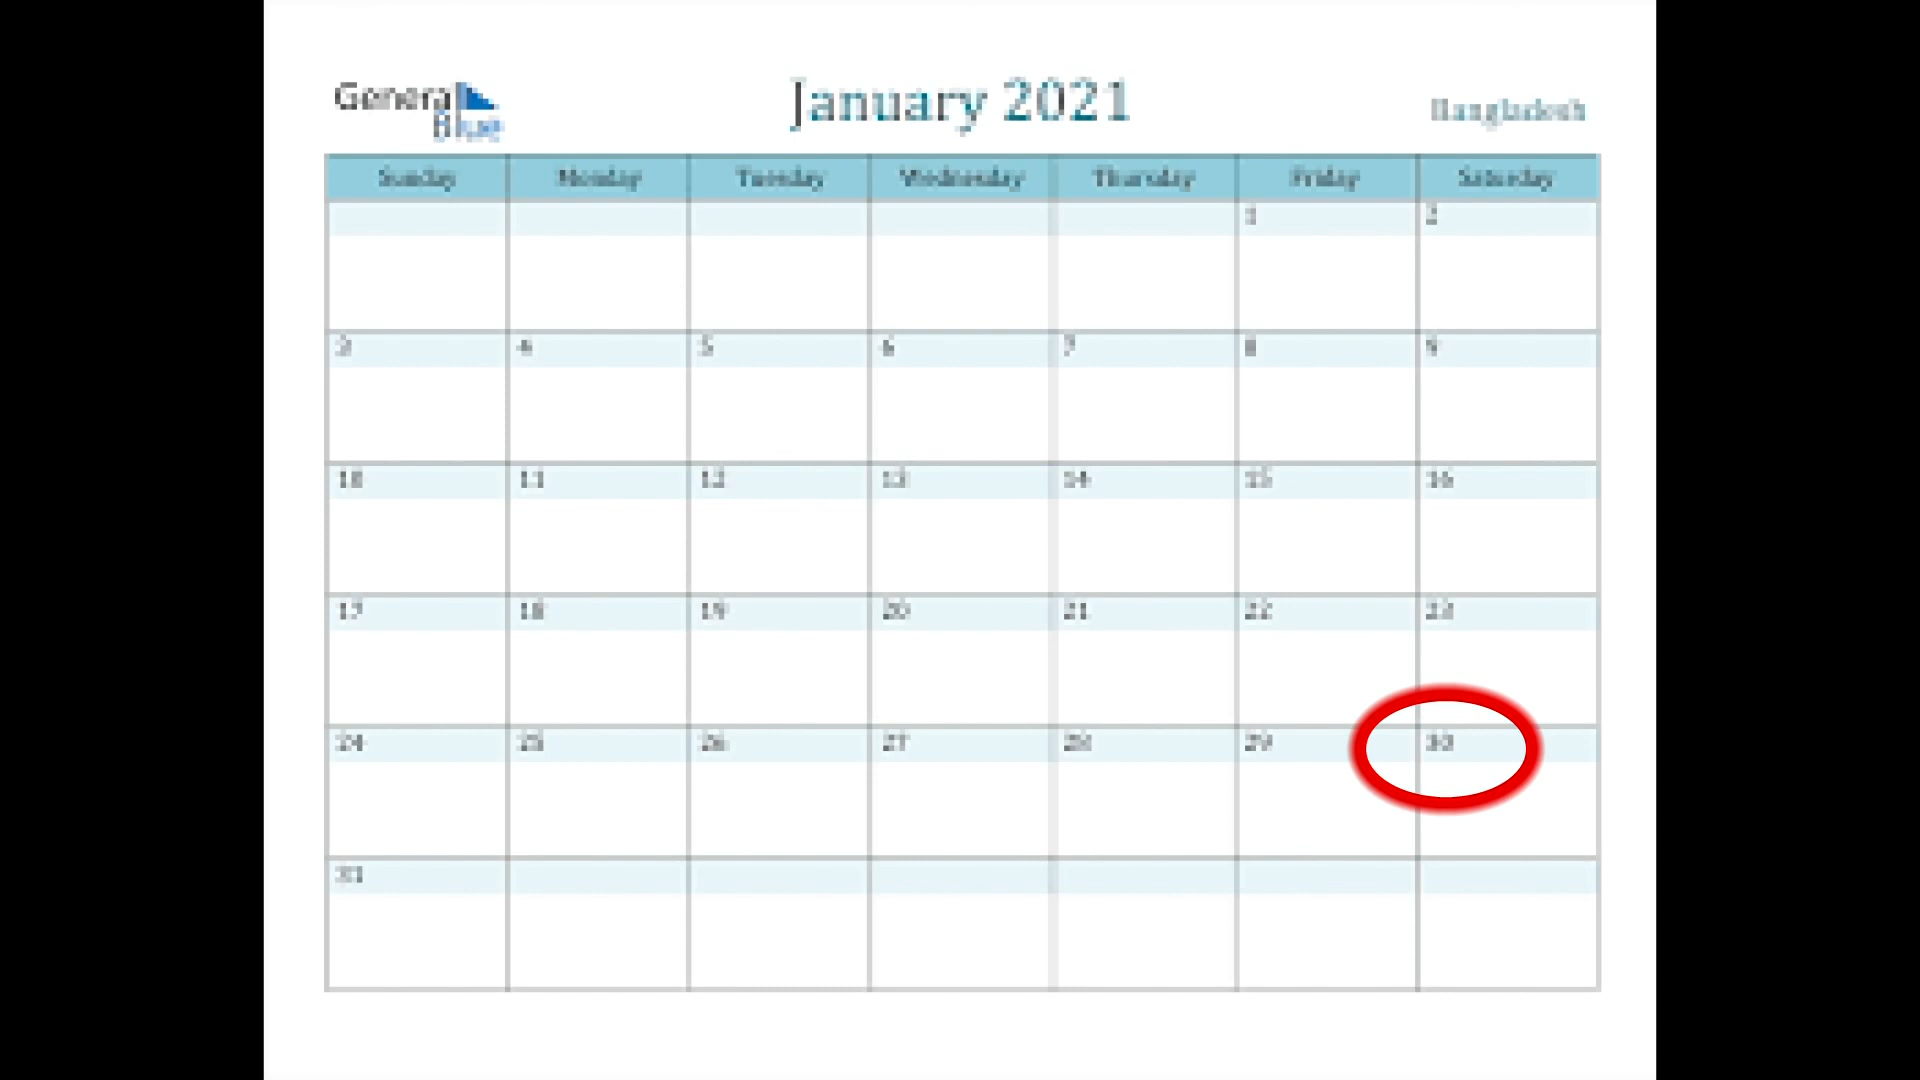 General
Blue
January 2021
Bangladesh
Sunday Monday Tuesday Wednesday Thursday Friday Saturday
1 2
3 4 5 6 7 8 9
10 11 12 13 14 15 16
17 18 19 20 21 22 23
24 25 26 27 28 29 30
31